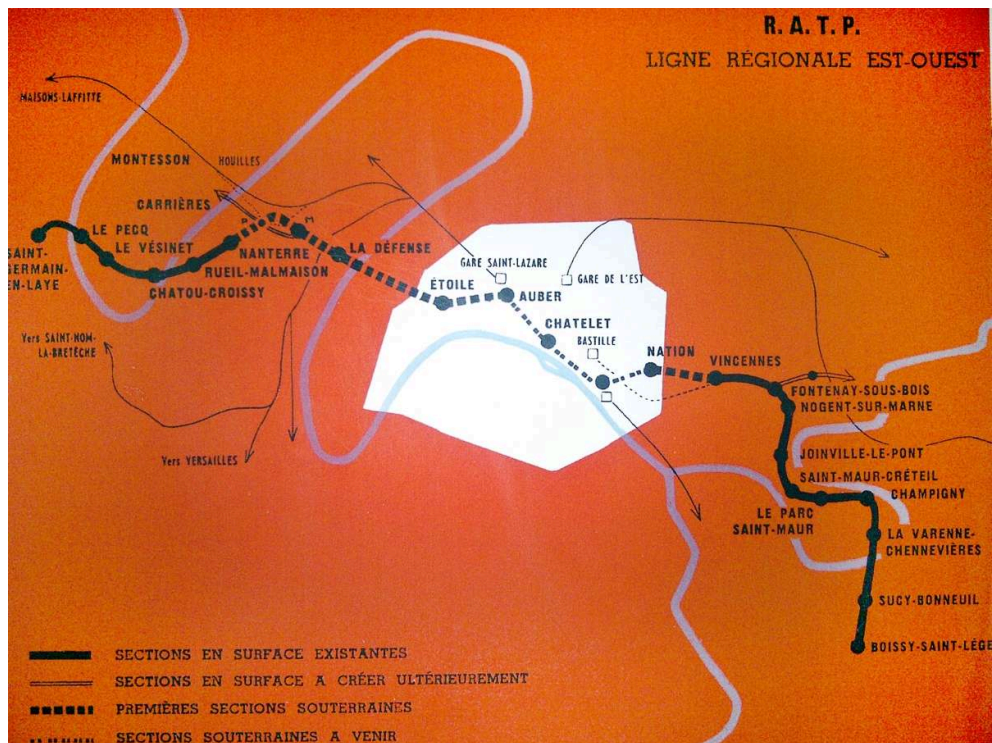 R. A. T. P.
LIGNE RÉGIONALE EST-OUEST
MAISONS-LAFFITTE
MONTESSON
HOUILLES
CARRIÈRES
LE PECQ
LE VÉSINET
SAINT-
GERMAIN-
EN-LAYE
NANTERRE
RUEIL-MALMAISON
CHATOU-CROISSY
LA DÉFENSE
GARE SAINT-LAZARE
GARE DE L'EST
ÉTOILE
AUBER
CHATELET
BASTILLE
NATION
VINCENNES
Vers SAINT-NOM-
LA-BRETÈCHE
Vers VERSAILLES
FONTENAY-SOUS-BOIS
NOGENT-SUR-MARNE
JOINVILLE-LE-PONT
SAINT-MAUR-CRÉTEIL
CHAMPIGNY
LE PARC
SAINT-MAUR
LA VARENNE-
CHENNEVIÈRES
SUCY-BONNEUIL
BOISSY-SAINT-LÉGE
SECTIONS EN SURFACE EXISTANTES
SECTIONS EN SURFACE A CRÉER ULTÉRIEUREMENT
PREMIÈRES SECTIONS SOUTERRAINES
SECTIONS SOUTERRAINES A VENIR